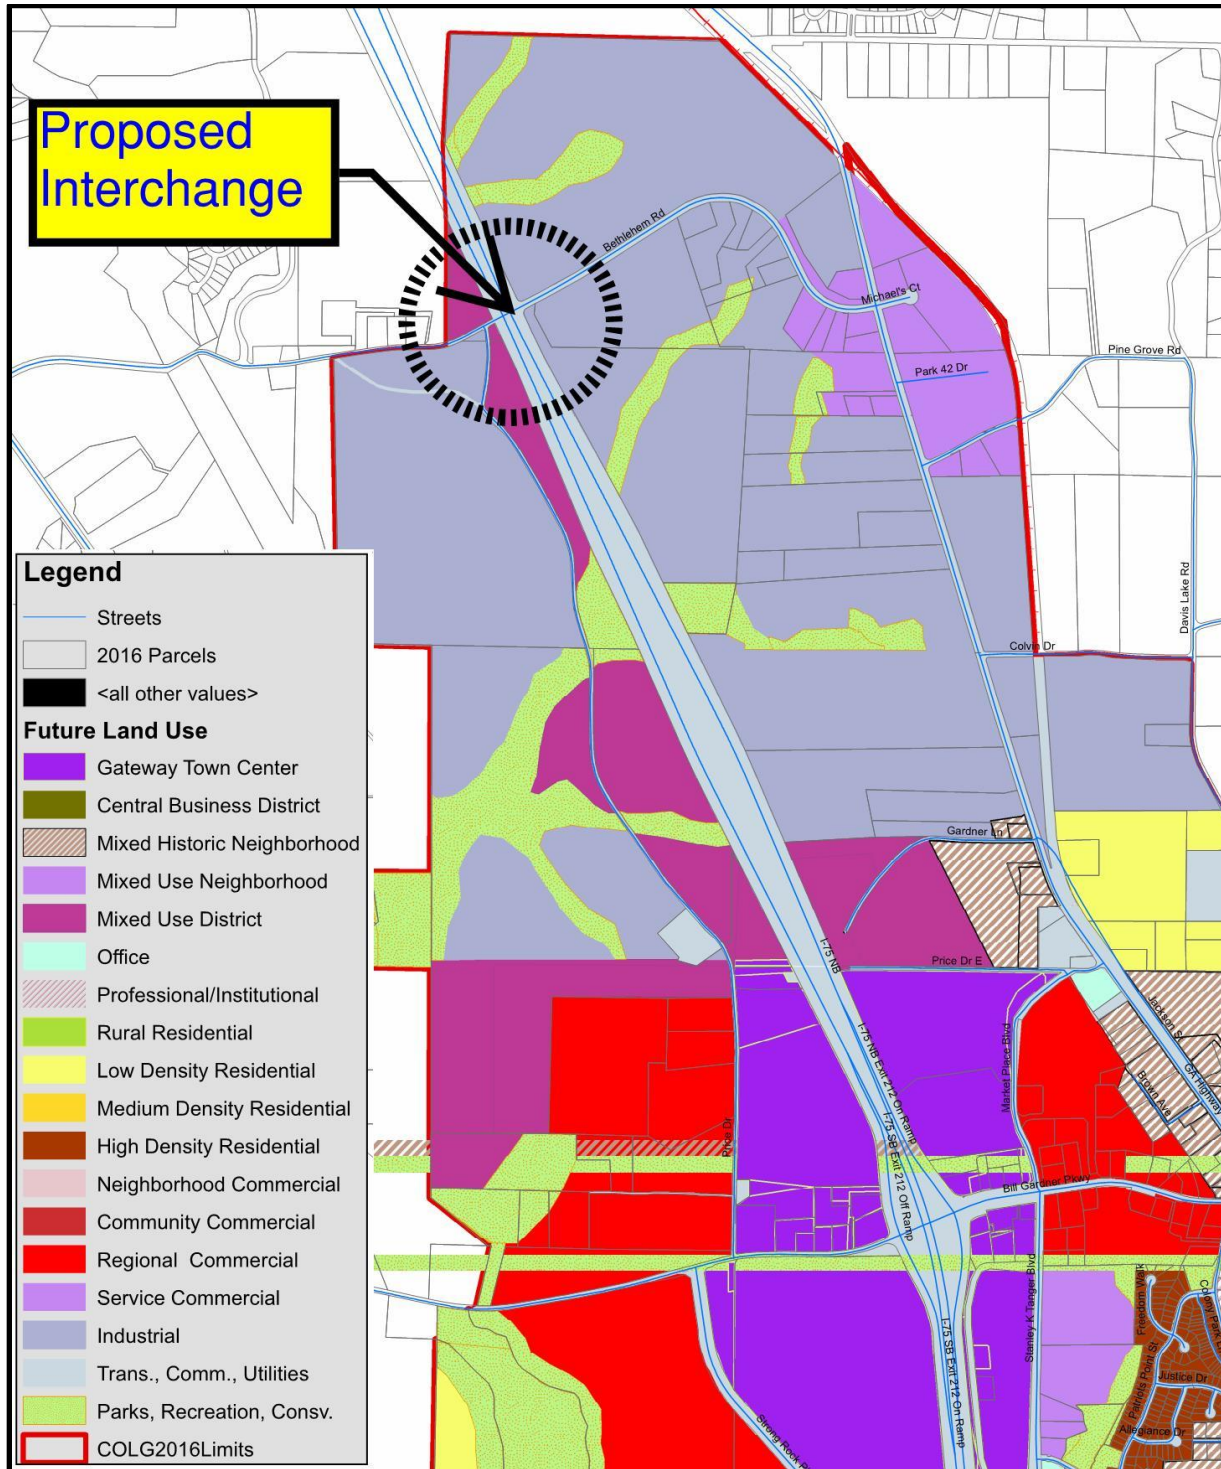 Proposed
Interchange
Bethlehem Rd
Michael's Ct
Pine Grove Rd
Park 42 Dr
Davis Lake Rd
Colvin Dr
Gardner Ln
I-75 NB
Price Dr E
Jackson St
GA Highway
I-75 NB Exit 212 On Ramp
Market Place Blvd
Brown Ave
Price Dr
I-75 SB Exit 212 Off Ramp
Bill Gardner Pkwy
Stanley K Tanger Blvd
Freedom Walk
Colony Park
Patriots Point St
Justice Dr
I-75 SB Exit 212 On Ramp
Allegiance Dr
Strong Rock
Legend
Streets
2016 Parcels
<all other values>
Future Land Use
Gateway Town Center
Central Business District
Mixed Historic Neighborhood
Mixed Use Neighborhood
Mixed Use District
Office
Professional/Institutional
Rural Residential
Low Density Residential
Medium Density Residential
High Density Residential
Neighborhood Commercial
Community Commercial
Regional Commercial
Service Commercial
Industrial
Trans., Comm., Utilities
Parks, Recreation, Consv.
COLG2016Limits